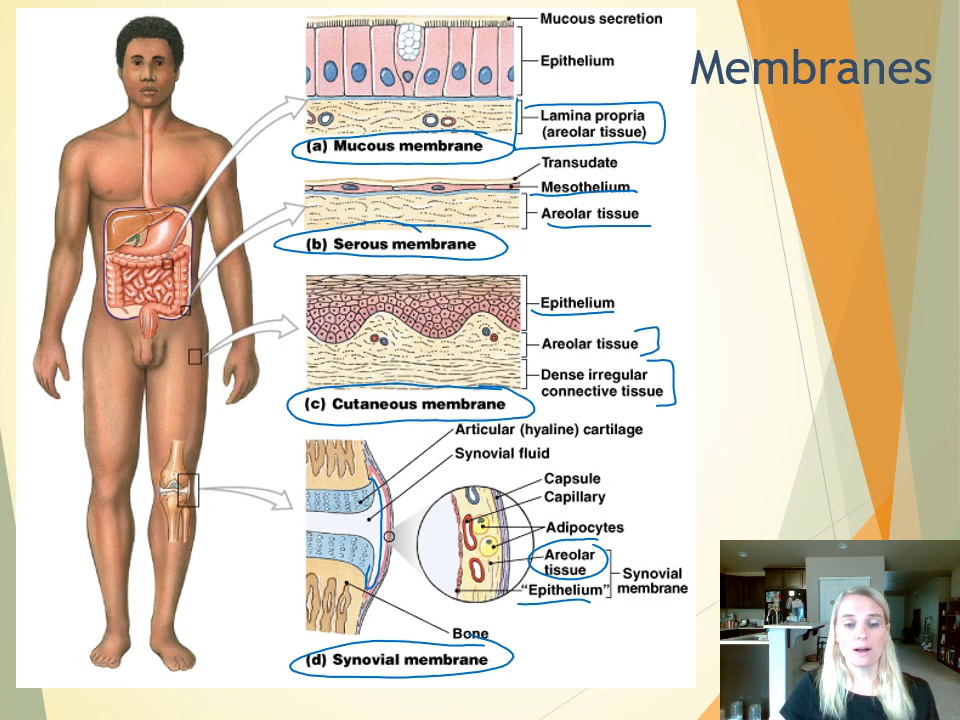 Membranes
Mucous secretion
Epithelium
Lamina propria
(areolar tissue)
(a) Mucous membrane
Transudate
Mesothelium
Areolar tissue
(b) Serous membrane
Epithelium
Areolar tissue
Dense irregular
connective tissue
(c) Cutaneous membrane
Articular (hyaline) cartilage
Synovial fluid
Capsule
Capillary
Adipocytes
Areolar
tissue
"Epithelium"
Synovial
membrane
Bone
(d) Synovial membrane